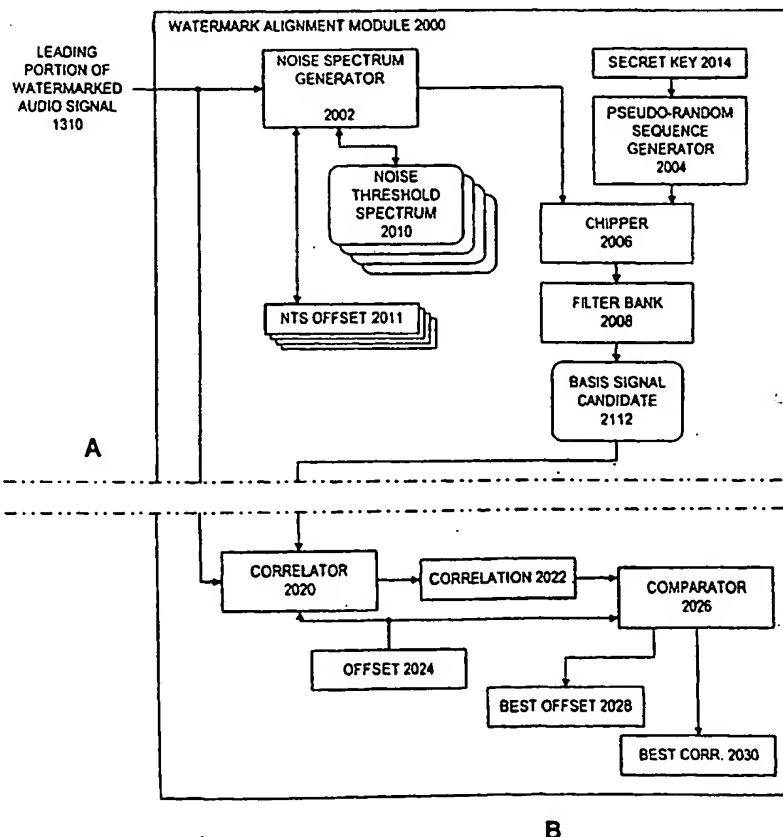 WATERMARK ALIGNMENT MODULE 2000
LEADING
PORTION OF
WATERMARKED
AUDIO SIGNAL
1310
NOISE SPECTRUM
GENERATOR
2002
SECRET KEY 2014
PSEUDO-RANDOM
SEQUENCE
GENERATOR
2004
NOISE
THRESHOLD
SPECTRUM
2010
CHIPPER
2006
NTS OFFSET 2011
FILTER BANK
2008
BASIS SIGNAL
CANDIDATE
2112
A
CORRELATOR
2020
CORRELATION 2022
COMPARATOR
2026
OFFSET 2024
BEST OFFSET 2028
BEST CORR. 2030
B